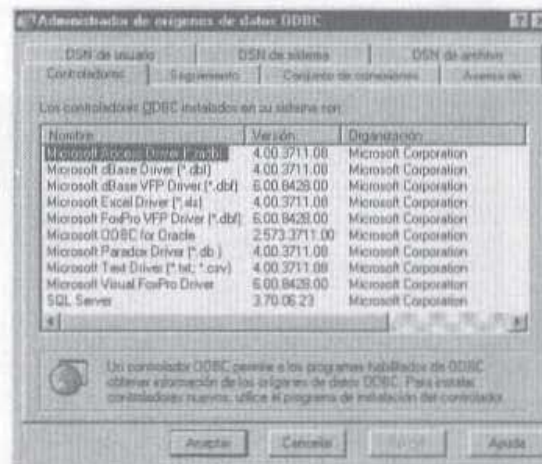 Administrador de orígenes de datos ODBC
DSN de usuario DSN de sistema DSN de archivo
Controladores Seguimiento Conjunto de conexiones Acerca de
Los controladores ODBC instalados en su sistema son:
Nombre Versión Organización
Microsoft Access Driver (*.mdb) 4.00.3711.08 Microsoft Corporation
Microsoft dBase Driver (*.dbf) 4.00.3711.08 Microsoft Corporation
Microsoft dBase VFP Driver (*.dbf) 6.00.8428.00 Microsoft Corporation
Microsoft Excel Driver (*.xls) 4.00.3711.08 Microsoft Corporation
Microsoft FoxPro VFP Driver (*.dbf) 6.00.8428.00 Microsoft Corporation
Microsoft ODBC for Oracle 2.573.3711.00 Microsoft Corporation
Microsoft Paradox Driver (*.db ) 4.00.3711.08 Microsoft Corporation
Microsoft Text Driver (*.txt; *.csv) 4.00.3711.08 Microsoft Corporation
Microsoft Visual FoxPro Driver 6.00.8428.00 Microsoft Corporation
SQL Server 3.70.06.23 Microsoft Corporation
Un controlador ODBC permite a los programas habilitados de ODBC
obtener información de los orígenes de datos ODBC. Para instalar
controladores nuevos, utilice el programa de instalación del controlador.
Aceptar Cancelar Ayuda